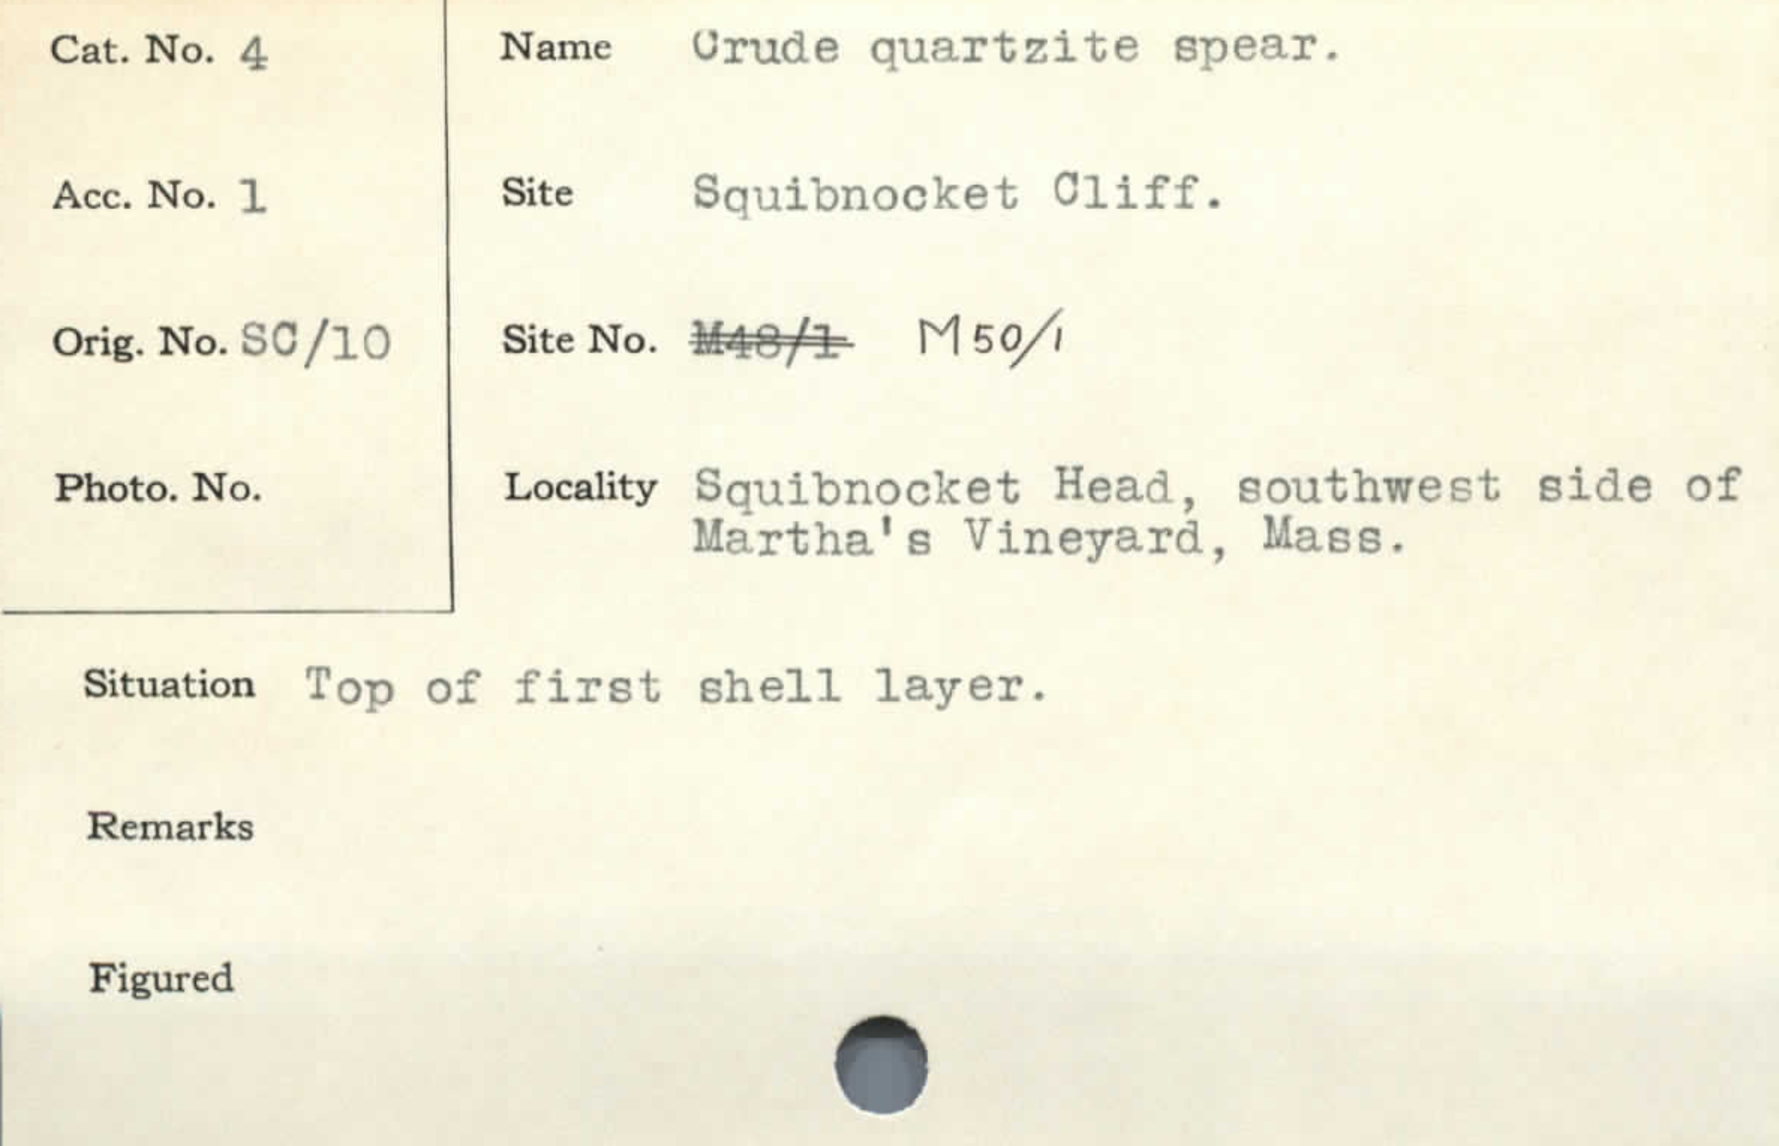 Cat. No. 4
Name Crude quartzite spear.
Acc. No. 1
Site Squibnocket Cliff.
Orig. No. SC/10
Site No. M48/1 M50/1
Photo. No.
Locality Squibnocket Head, southwest side of
Martha's Vineyard, Mass.
Situation Top of first shell layer.
Remarks
Figured